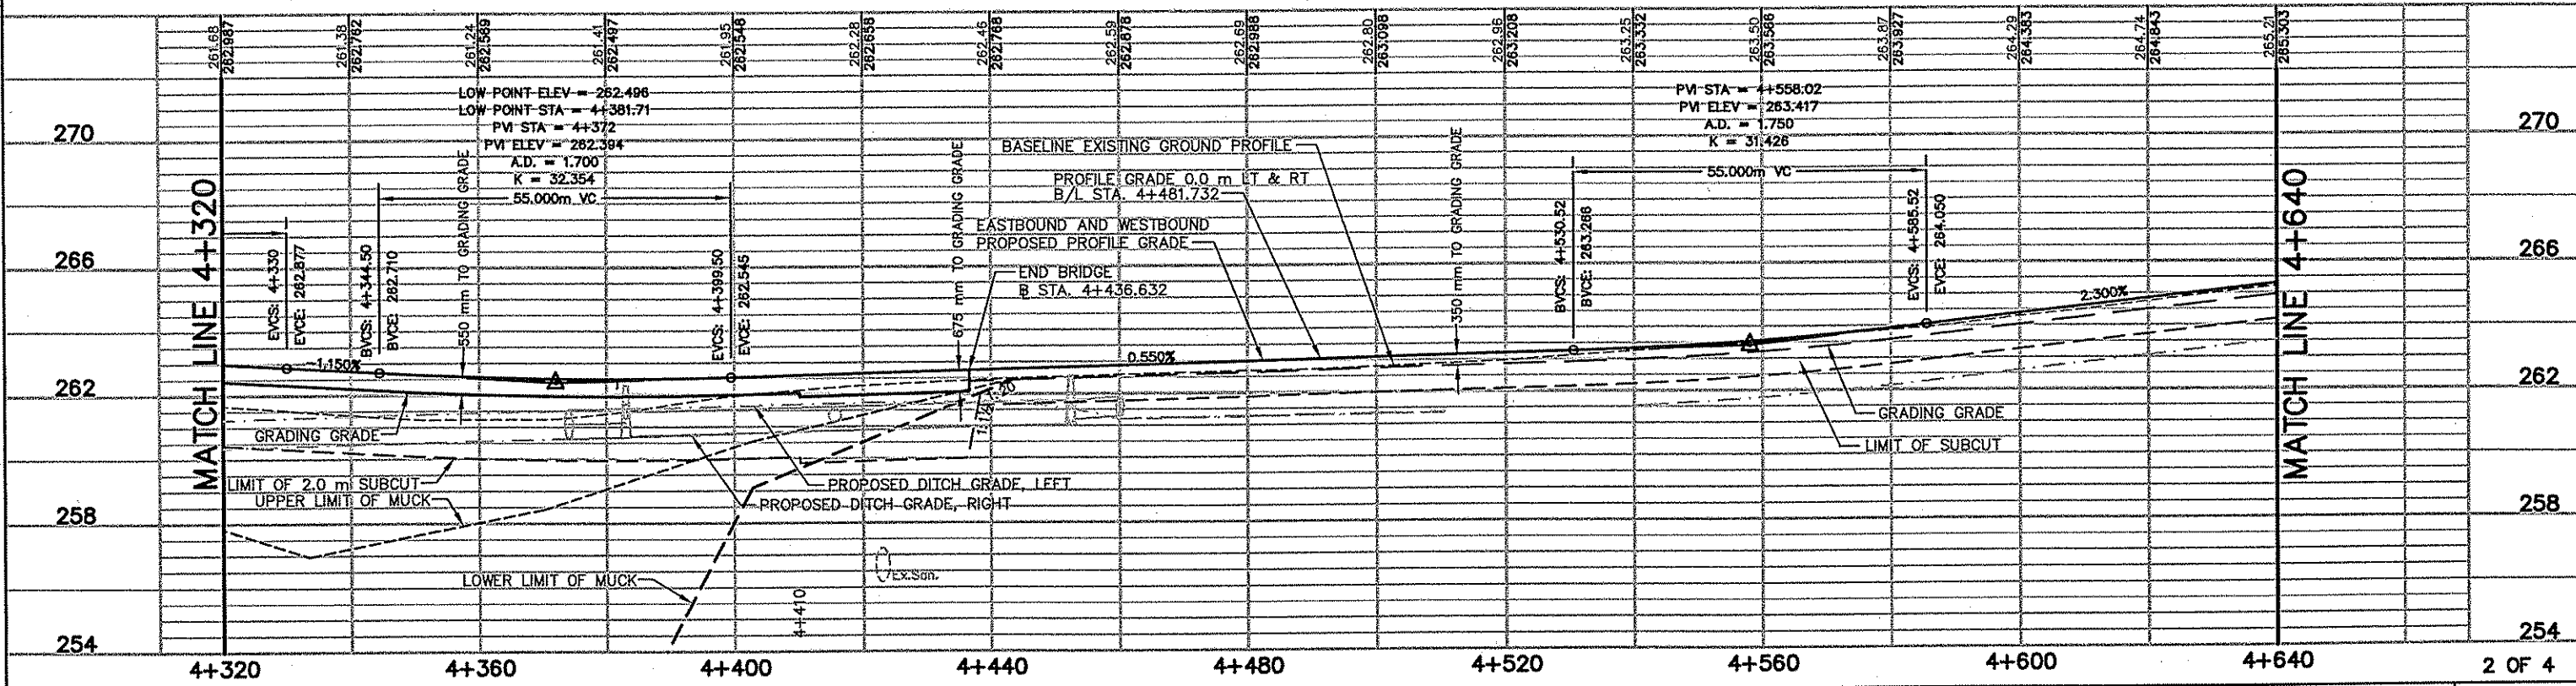 261.68
262.987
261.38
262.762
261.24
262.569
261.41
262.497
261.95
262.548
262.28
262.658
262.46
262.768
262.59
262.878
262.69
262.988
262.80
263.098
262.96
263.208
263.25
263.332
263.50
263.566
263.87
263.927
264.29
264.383
264.74
264.843
265.21
265.303
LOW POINT ELEV = 262.496
LOW POINT STA = 4+381.71
PVI STA = 4+372
PVI ELEV = 262.394
A.D. = 1.700
K = 32.354
55.000m VC
PVI STA = 4+558.02
PVI ELEV = 263.417
A.D. = 1.750
K = 31.426
55.000m VC
270
270
266
266
262
262
258
258
254
254
MATCH LINE 4+320
MATCH LINE 4+640
EVCS: 4+330
EVCE: 262.877
BVCS: 4+344.50
BVCE: 262.710
550 mm TO GRADING GRADE
EVCS: 4+399.50
EVCE: 262.545
675 mm TO GRADING GRADE
BASELINE EXISTING GROUND PROFILE
PROFILE GRADE 0.0 m LT & RT
B/L STA. 4+481.732
EASTBOUND AND WESTBOUND
PROPOSED PROFILE GRADE
END BRIDGE
STA. 4+436.632
350 mm TO GRADING GRADE
BVCS: 4+530.52
BVCE: 263.266
EVCS: 4+585.52
EVCE: 264.050
-1.150%
0.550%
2.300%
GRADING GRADE
LIMIT OF 2.0 m SUBCUT
UPPER LIMIT OF MUCK
PROPOSED DITCH GRADE, LEFT
PROPOSED DITCH GRADE, RIGHT
LOWER LIMIT OF MUCK
Ex.San.
4+410
GRADING GRADE
LIMIT OF SUBCUT
4+320
4+360
4+400
4+440
4+480
4+520
4+560
4+600
4+640
2 OF 4